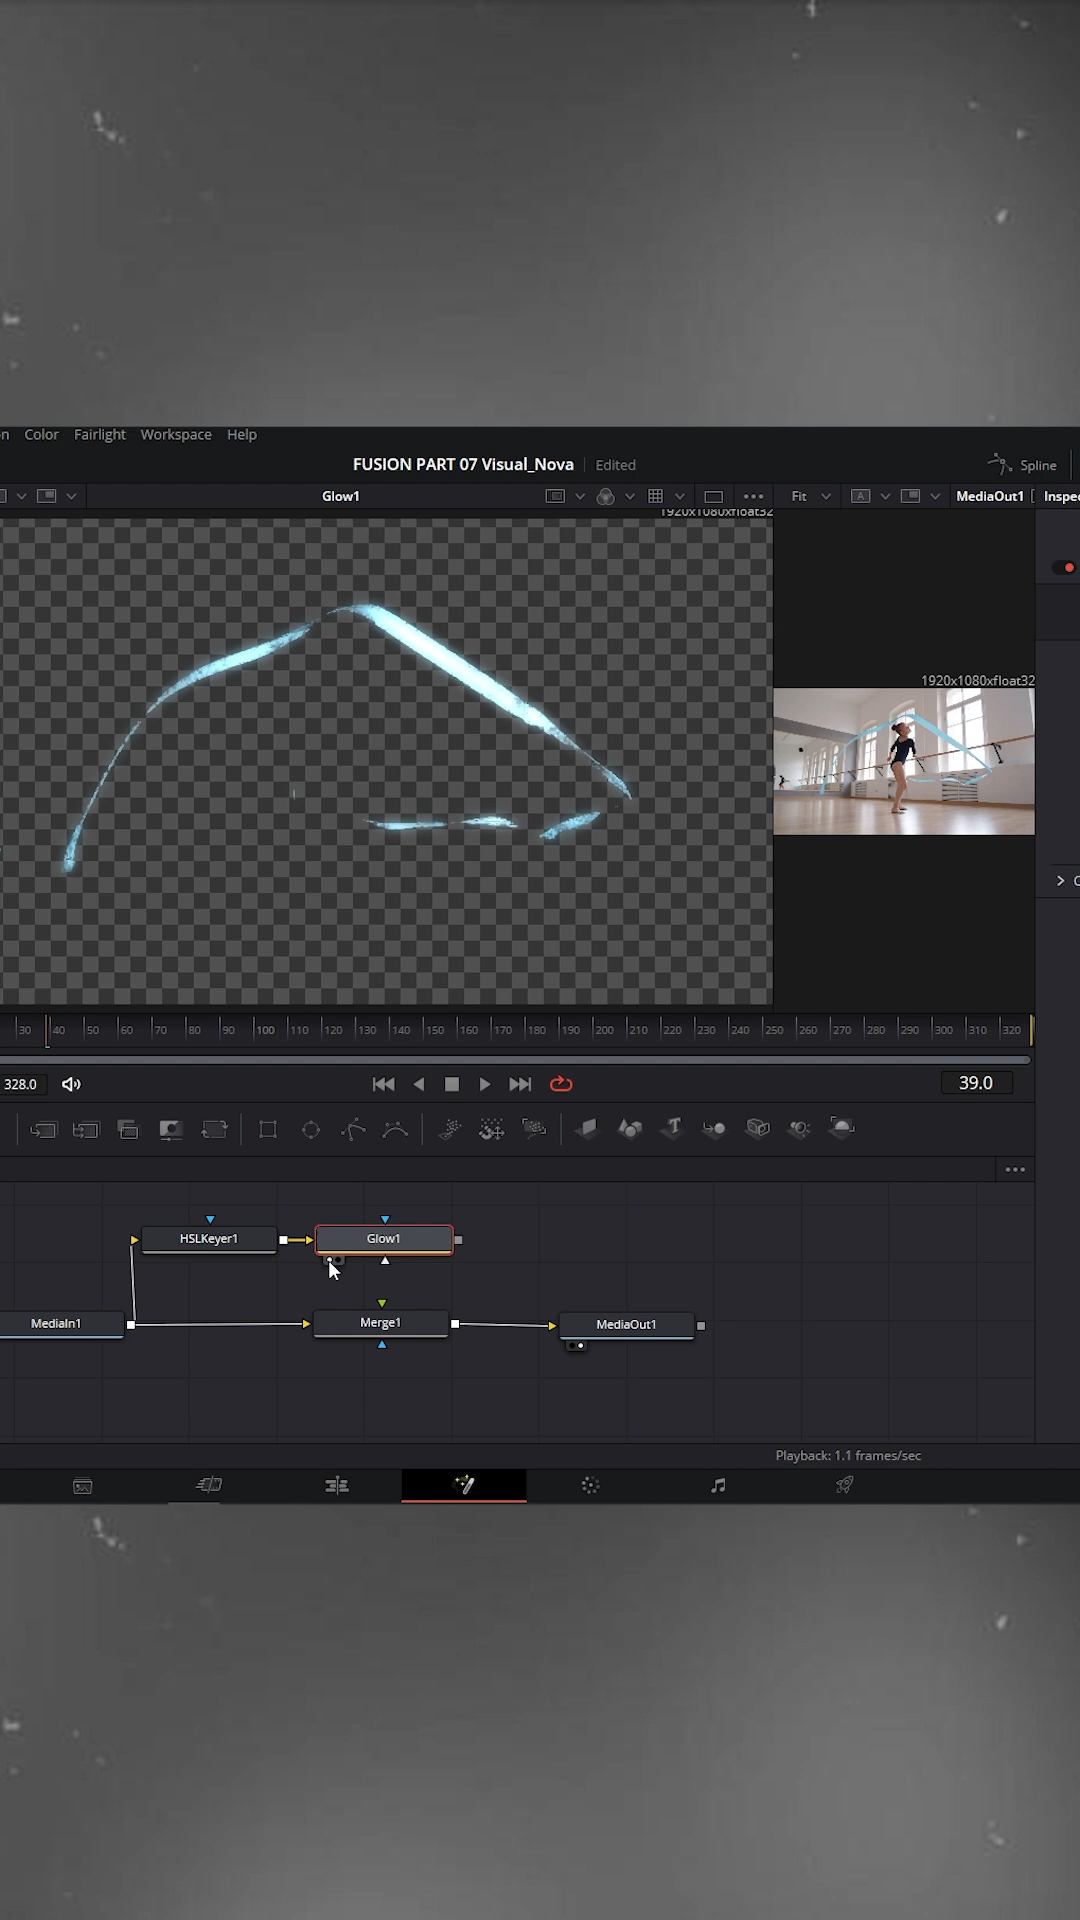 n Color Fairlight Workspace Help
FUSION PART 07 Visual_Nova Edited
Spline
Glow1
Fit
A
MediaOut1
Inspec
1920x1080xfloat32
1920x1080xfloat32
30 40 50 60 70 80 90 100 110 120 130 140 150 160 170 180 190 200 210 220 230 240 250 260 270 280 290 300 310 320
328.0
39.0
HSLKeyer1
Glow1
MediaIn1
Merge1
MediaOut1
Playback: 1.1 frames/sec